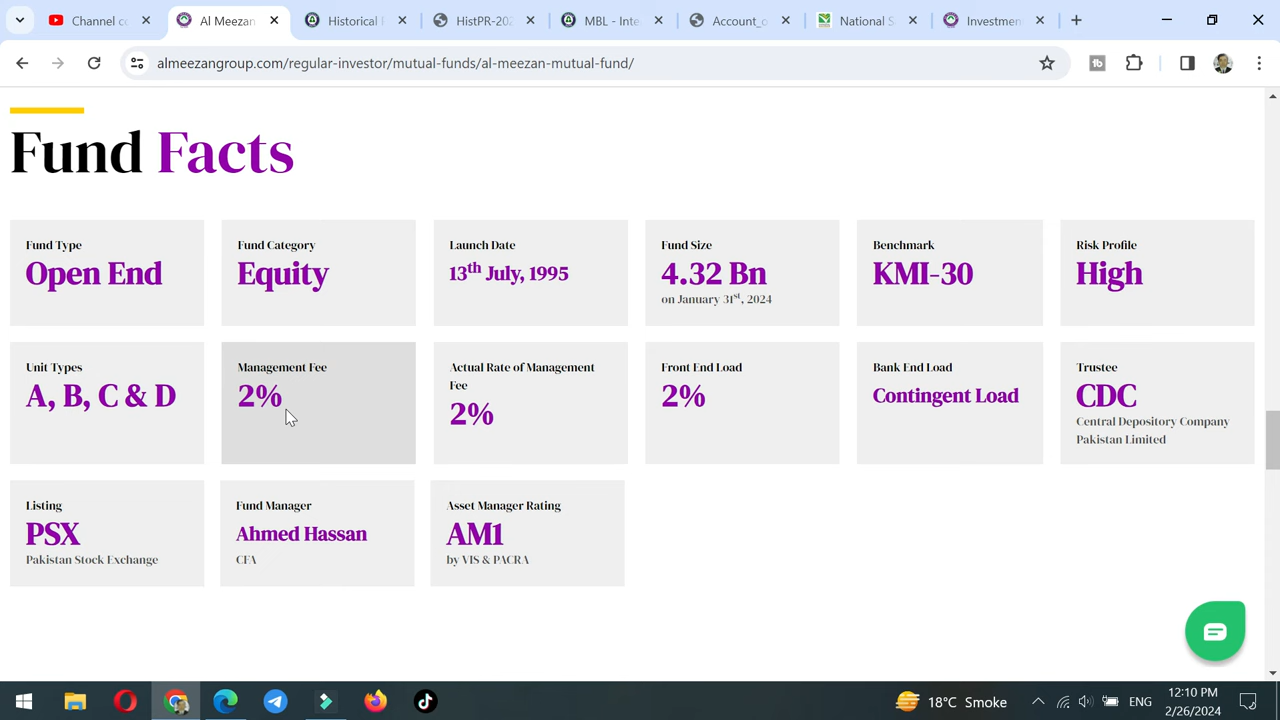 Channel c
Al Meezan
Historical
HistPR-202
MBL - Inte
Account_o
National S
Investmen
almeezangroup.com/regular-investor/mutual-funds/al-meezan-mutual-fund/
Fund Facts
Fund Type
Open End
Fund Category
Equity
Launch Date
13th July, 1995
Fund Size
4.32 Bn
on January 31st, 2024
Benchmark
KMI-30
Risk Profile
High
Unit Types
A, B, C & D
Management Fee
2%
Actual Rate of Management
Fee
2%
Front End Load
2%
Bank End Load
Contingent Load
Trustee
CDC
Central Depository Company
Pakistan Limited
Listing
PSX
Pakistan Stock Exchange
Fund Manager
Ahmed Hassan
CFA
Asset Manager Rating
AM1
by VIS & PACRA
18°C Smoke
ENG
12:10 PM
2/26/2024